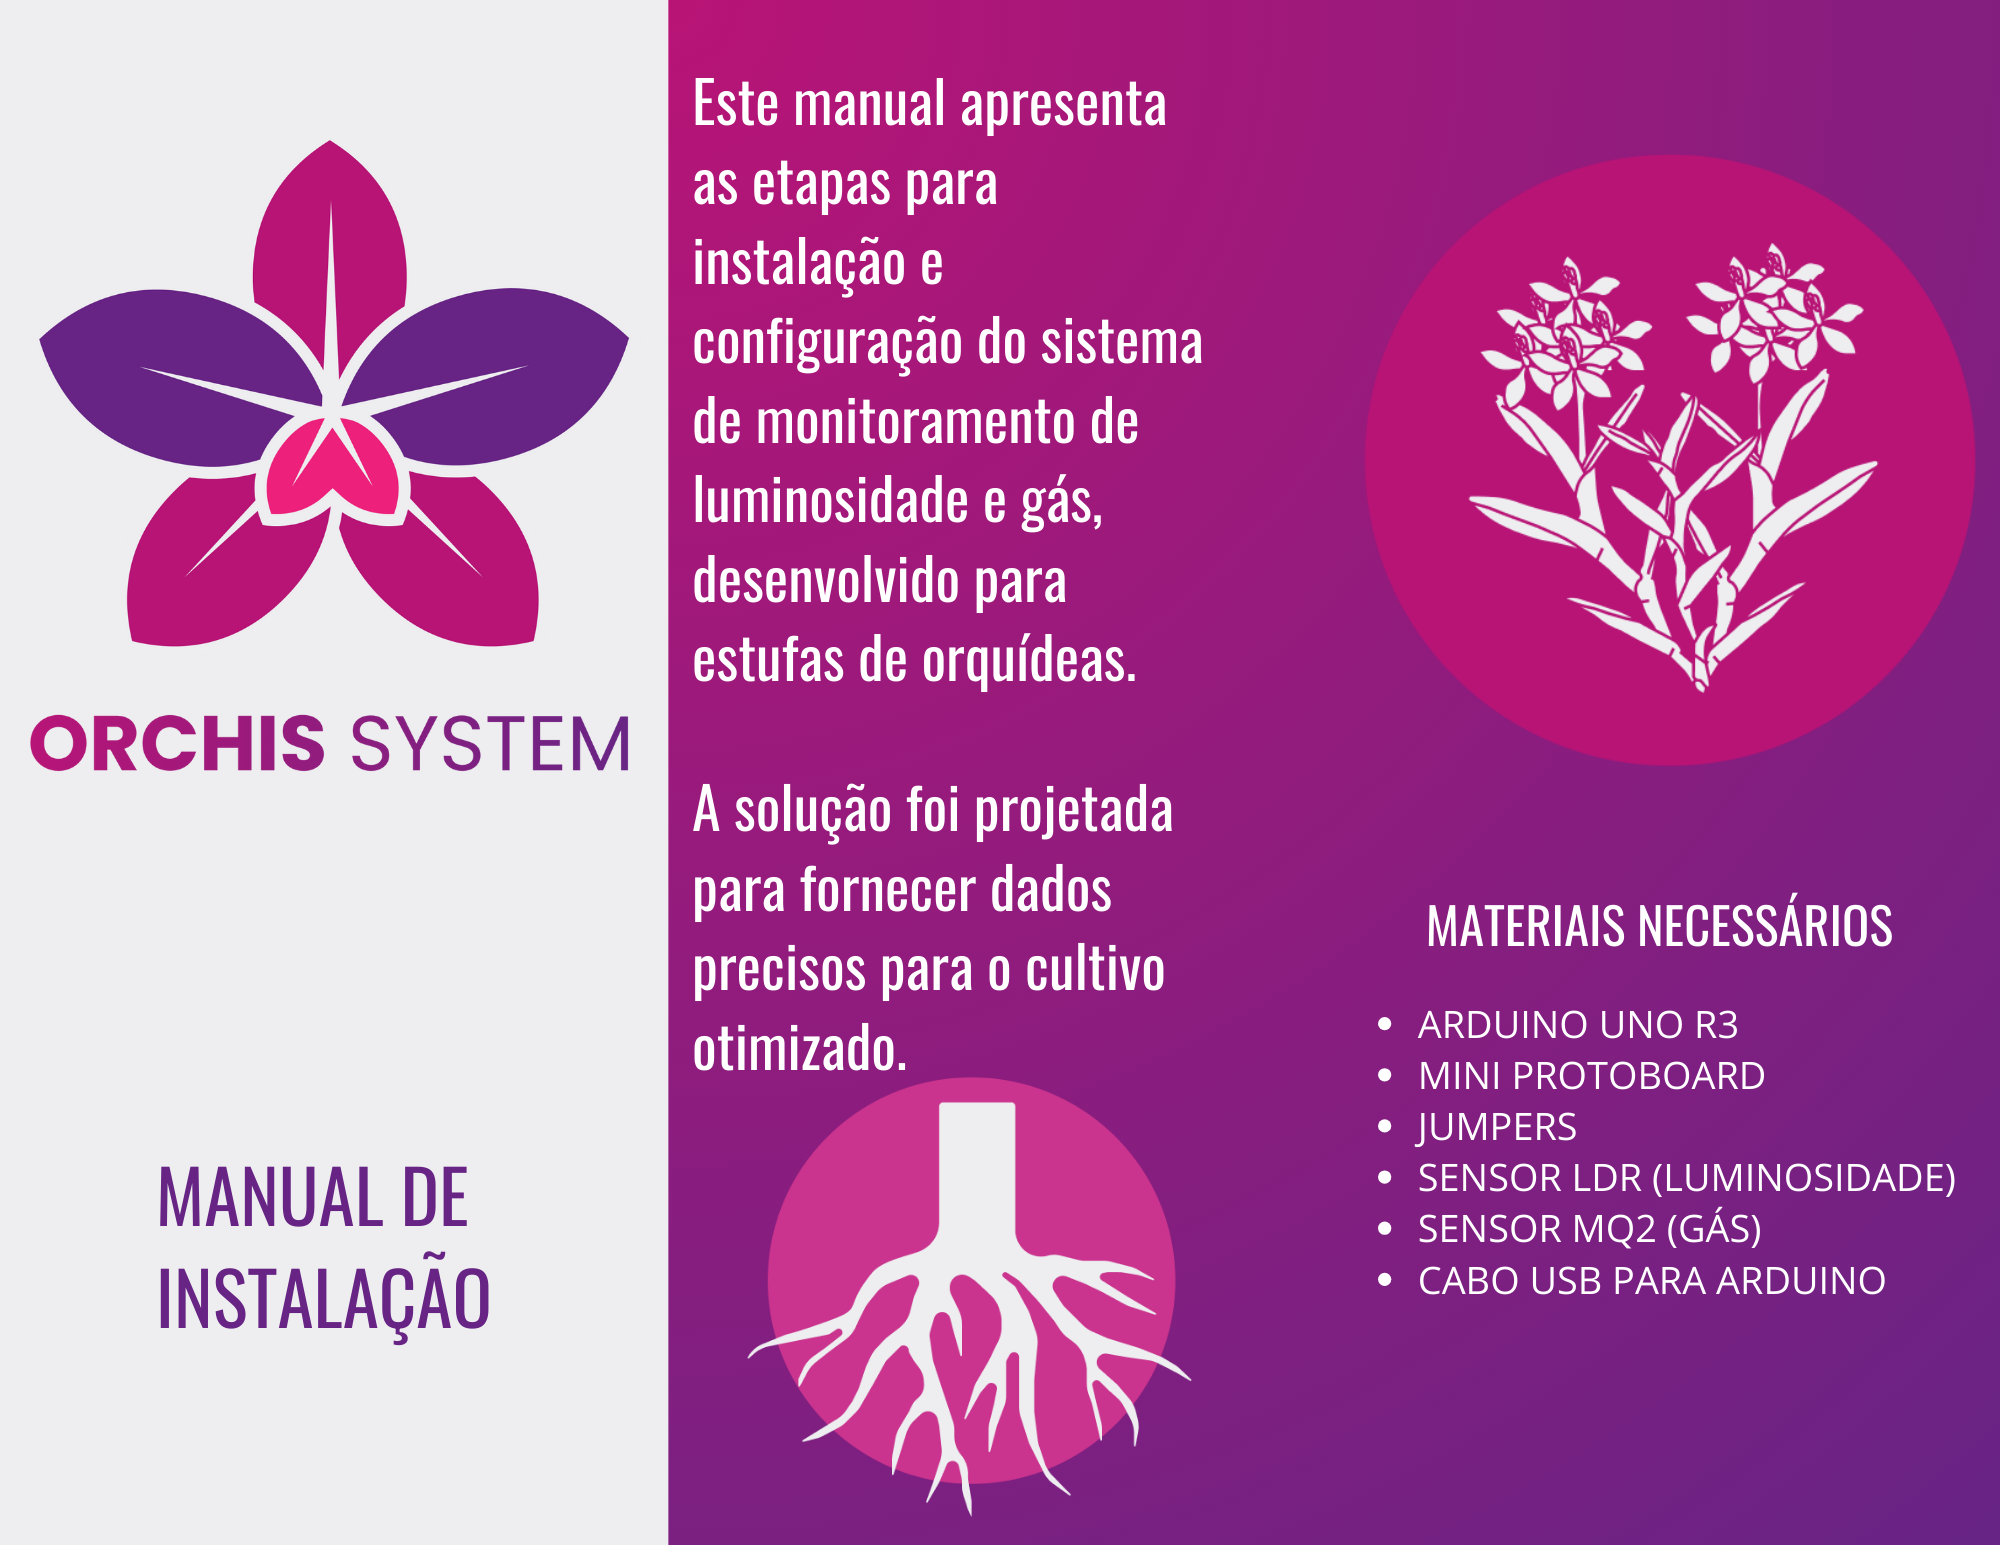 ORCHIS SYSTEM
MANUAL DE
INSTALAÇÃO
Este manual apresenta
as etapas para
instalação e
configuração do sistema
de monitoramento de
luminosidade e gás,
desenvolvido para
estufas de orquídeas.
A solução foi projetada
para fornecer dados
precisos para o cultivo
otimizado.
MATERIAIS NECESSÁRIOS
• ARDUINO UNO R3
• MINI PROTOBOARD
• JUMPERS
• SENSOR LDR (LUMINOSIDADE)
• SENSOR MQ2 (GÁS)
• CABO USB PARA ARDUINO